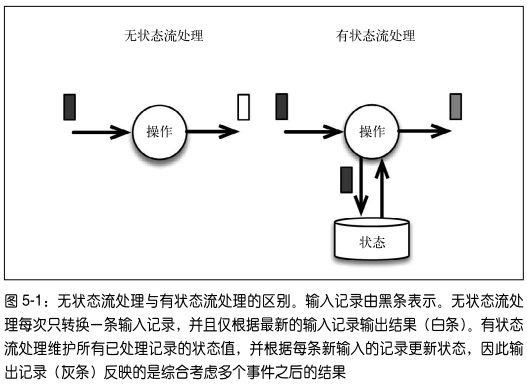 无状态流处理
有状态流处理
操作
操作
状态
图 5-1：无状态流处理与有状态流处理的区别。输入记录由黑条表示。无状态流处
理每次只转换一条输入记录，并且仅根据最新的输入记录输出结果（白条）。有状态
流处理维护所有已处理记录的状态值，并根据每条新输入的记录更新状态，因此输
出记录（灰条）反映的是综合考虑多个事件之后的结果